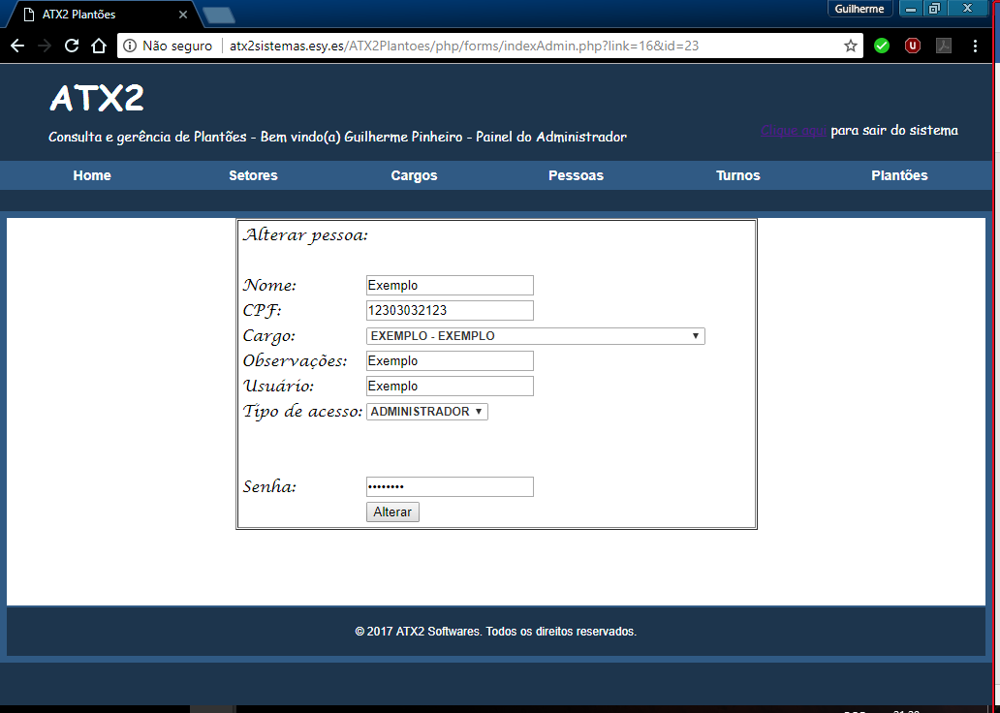 ATX2 Plantões
Guilherme
Não seguro
atx2sistemas.esy.es/ATX2Plantoes/php/forms/indexAdmin.php?link=16&id=23
ATX2
Consulta e gerência de Plantões - Bem vindo(a) Guilherme Pinheiro - Painel do Administrador
Clique aqui para sair do sistema
Home Setores Cargos Pessoas Turnos Plantões
Alterar pessoa:
Nome: Exemplo
CPF: 12303032123
Cargo: EXEMPLO - EXEMPLO
Observações: Exemplo
Usuário: Exemplo
Tipo de acesso: ADMINISTRADOR
Senha: ••••••••
Alterar
© 2017 ATX2 Softwares. Todos os direitos reservados.